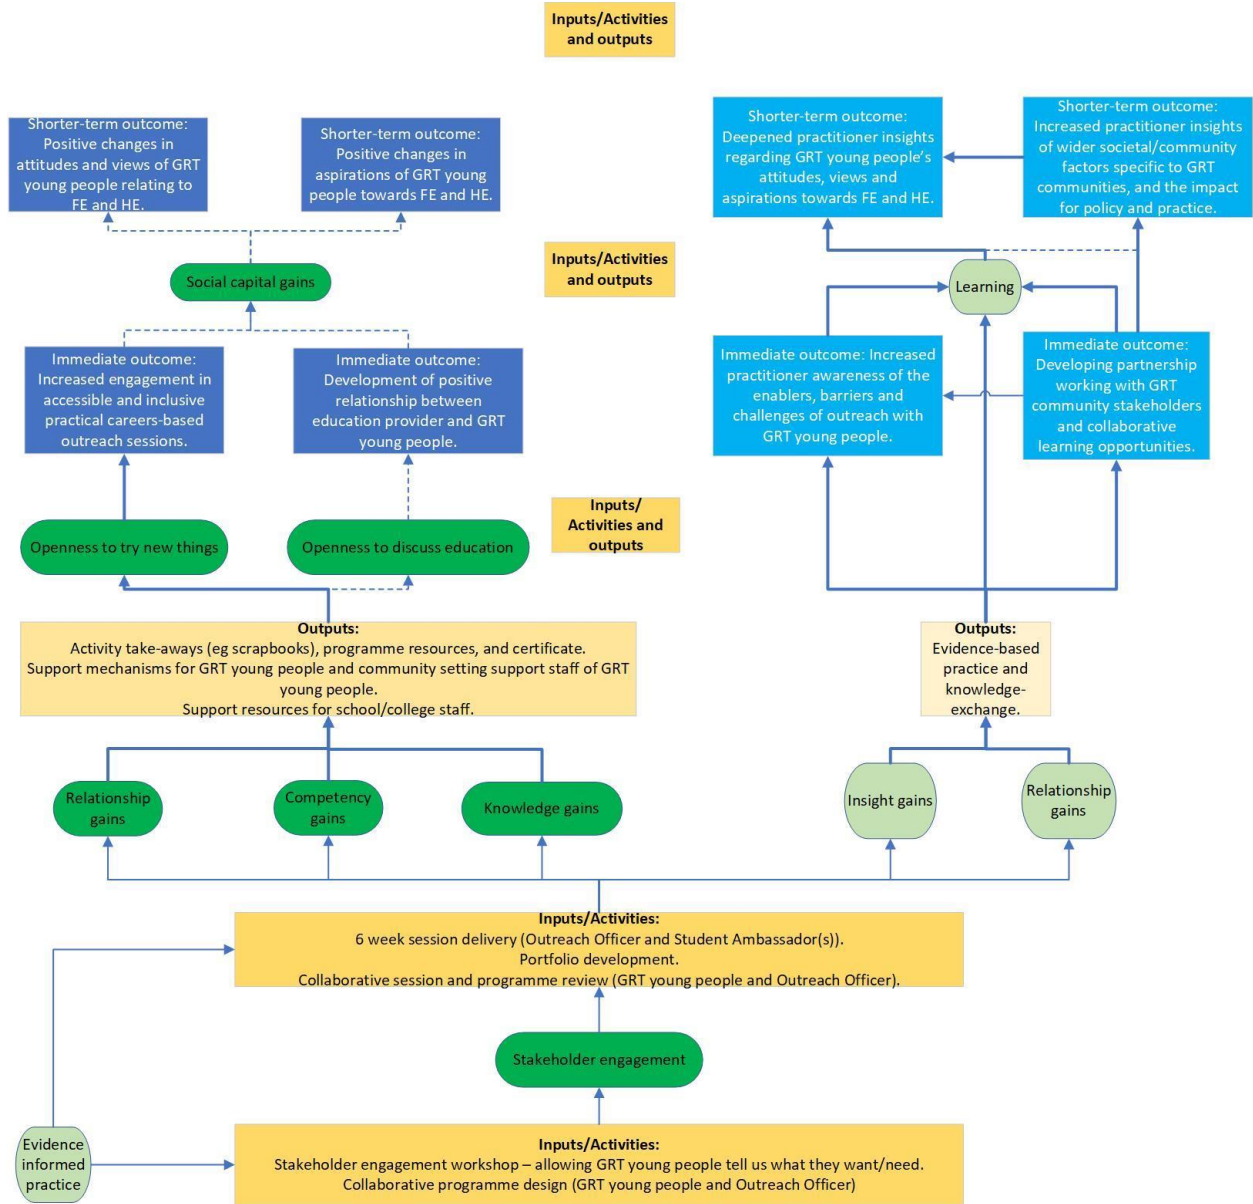 Inputs/Activities
and outputs
Shorter-term outcome:
Positive changes in
attitudes and views of GRT
young people relating to
FE and HE.
Shorter-term outcome:
Positive changes in
aspirations of GRT young
people towards FE and HE.
Shorter-term outcome:
Deepened practitioner insights
regarding GRT young people’s
attitudes, views and
aspirations towards FE and HE.
Shorter-term outcome:
Increased practitioner insights
of wider societal/community
factors specific to GRT
communities, and the impact
for policy and practice.
Inputs/Activities
and outputs
Social capital gains
Learning
Immediate outcome:
Increased engagement in
accessible and inclusive
practical careers-based
outreach sessions.
Immediate outcome:
Development of positive
relationship between
education provider and GRT
young people.
Immediate outcome: Increased
practitioner awareness of the
enablers, barriers and
challenges of outreach with
GRT young people.
Immediate outcome:
Developing partnership
working with GRT
community stakeholders
and collaborative
learning opportunities.
Inputs/
Activities and
outputs
Openness to try new things
Openness to discuss education
Outputs:
Activity take-aways (eg scrapbooks), programme resources, and certificate.
Support mechanisms for GRT young people and community setting support staff of GRT
young people.
Support resources for school/college staff.
Outputs:
Evidence-based
practice and
knowledge-
exchange.
Relationship
gains
Competency
gains
Knowledge gains
Insight gains
Relationship
gains
Inputs/Activities:
6 week session delivery (Outreach Officer and Student Ambassador(s)).
Portfolio development.
Collaborative session and programme review (GRT young people and Outreach Officer).
Stakeholder engagement
Evidence
informed
practice
Inputs/Activities:
Stakeholder engagement workshop – allowing GRT young people tell us what they want/need.
Collaborative programme design (GRT young people and Outreach Officer)